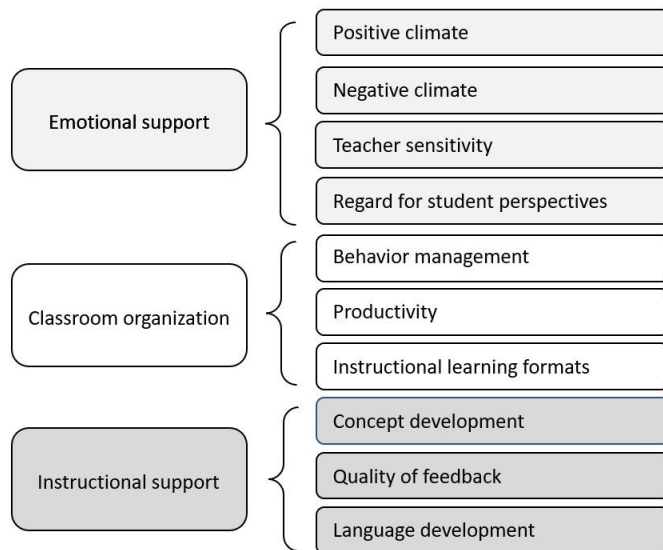 Emotional support
Positive climate
Negative climate
Teacher sensitivity
Regard for student perspectives
Classroom organization
Behavior management
Productivity
Instructional learning formats
Instructional support
Concept development
Quality of feedback
Language development